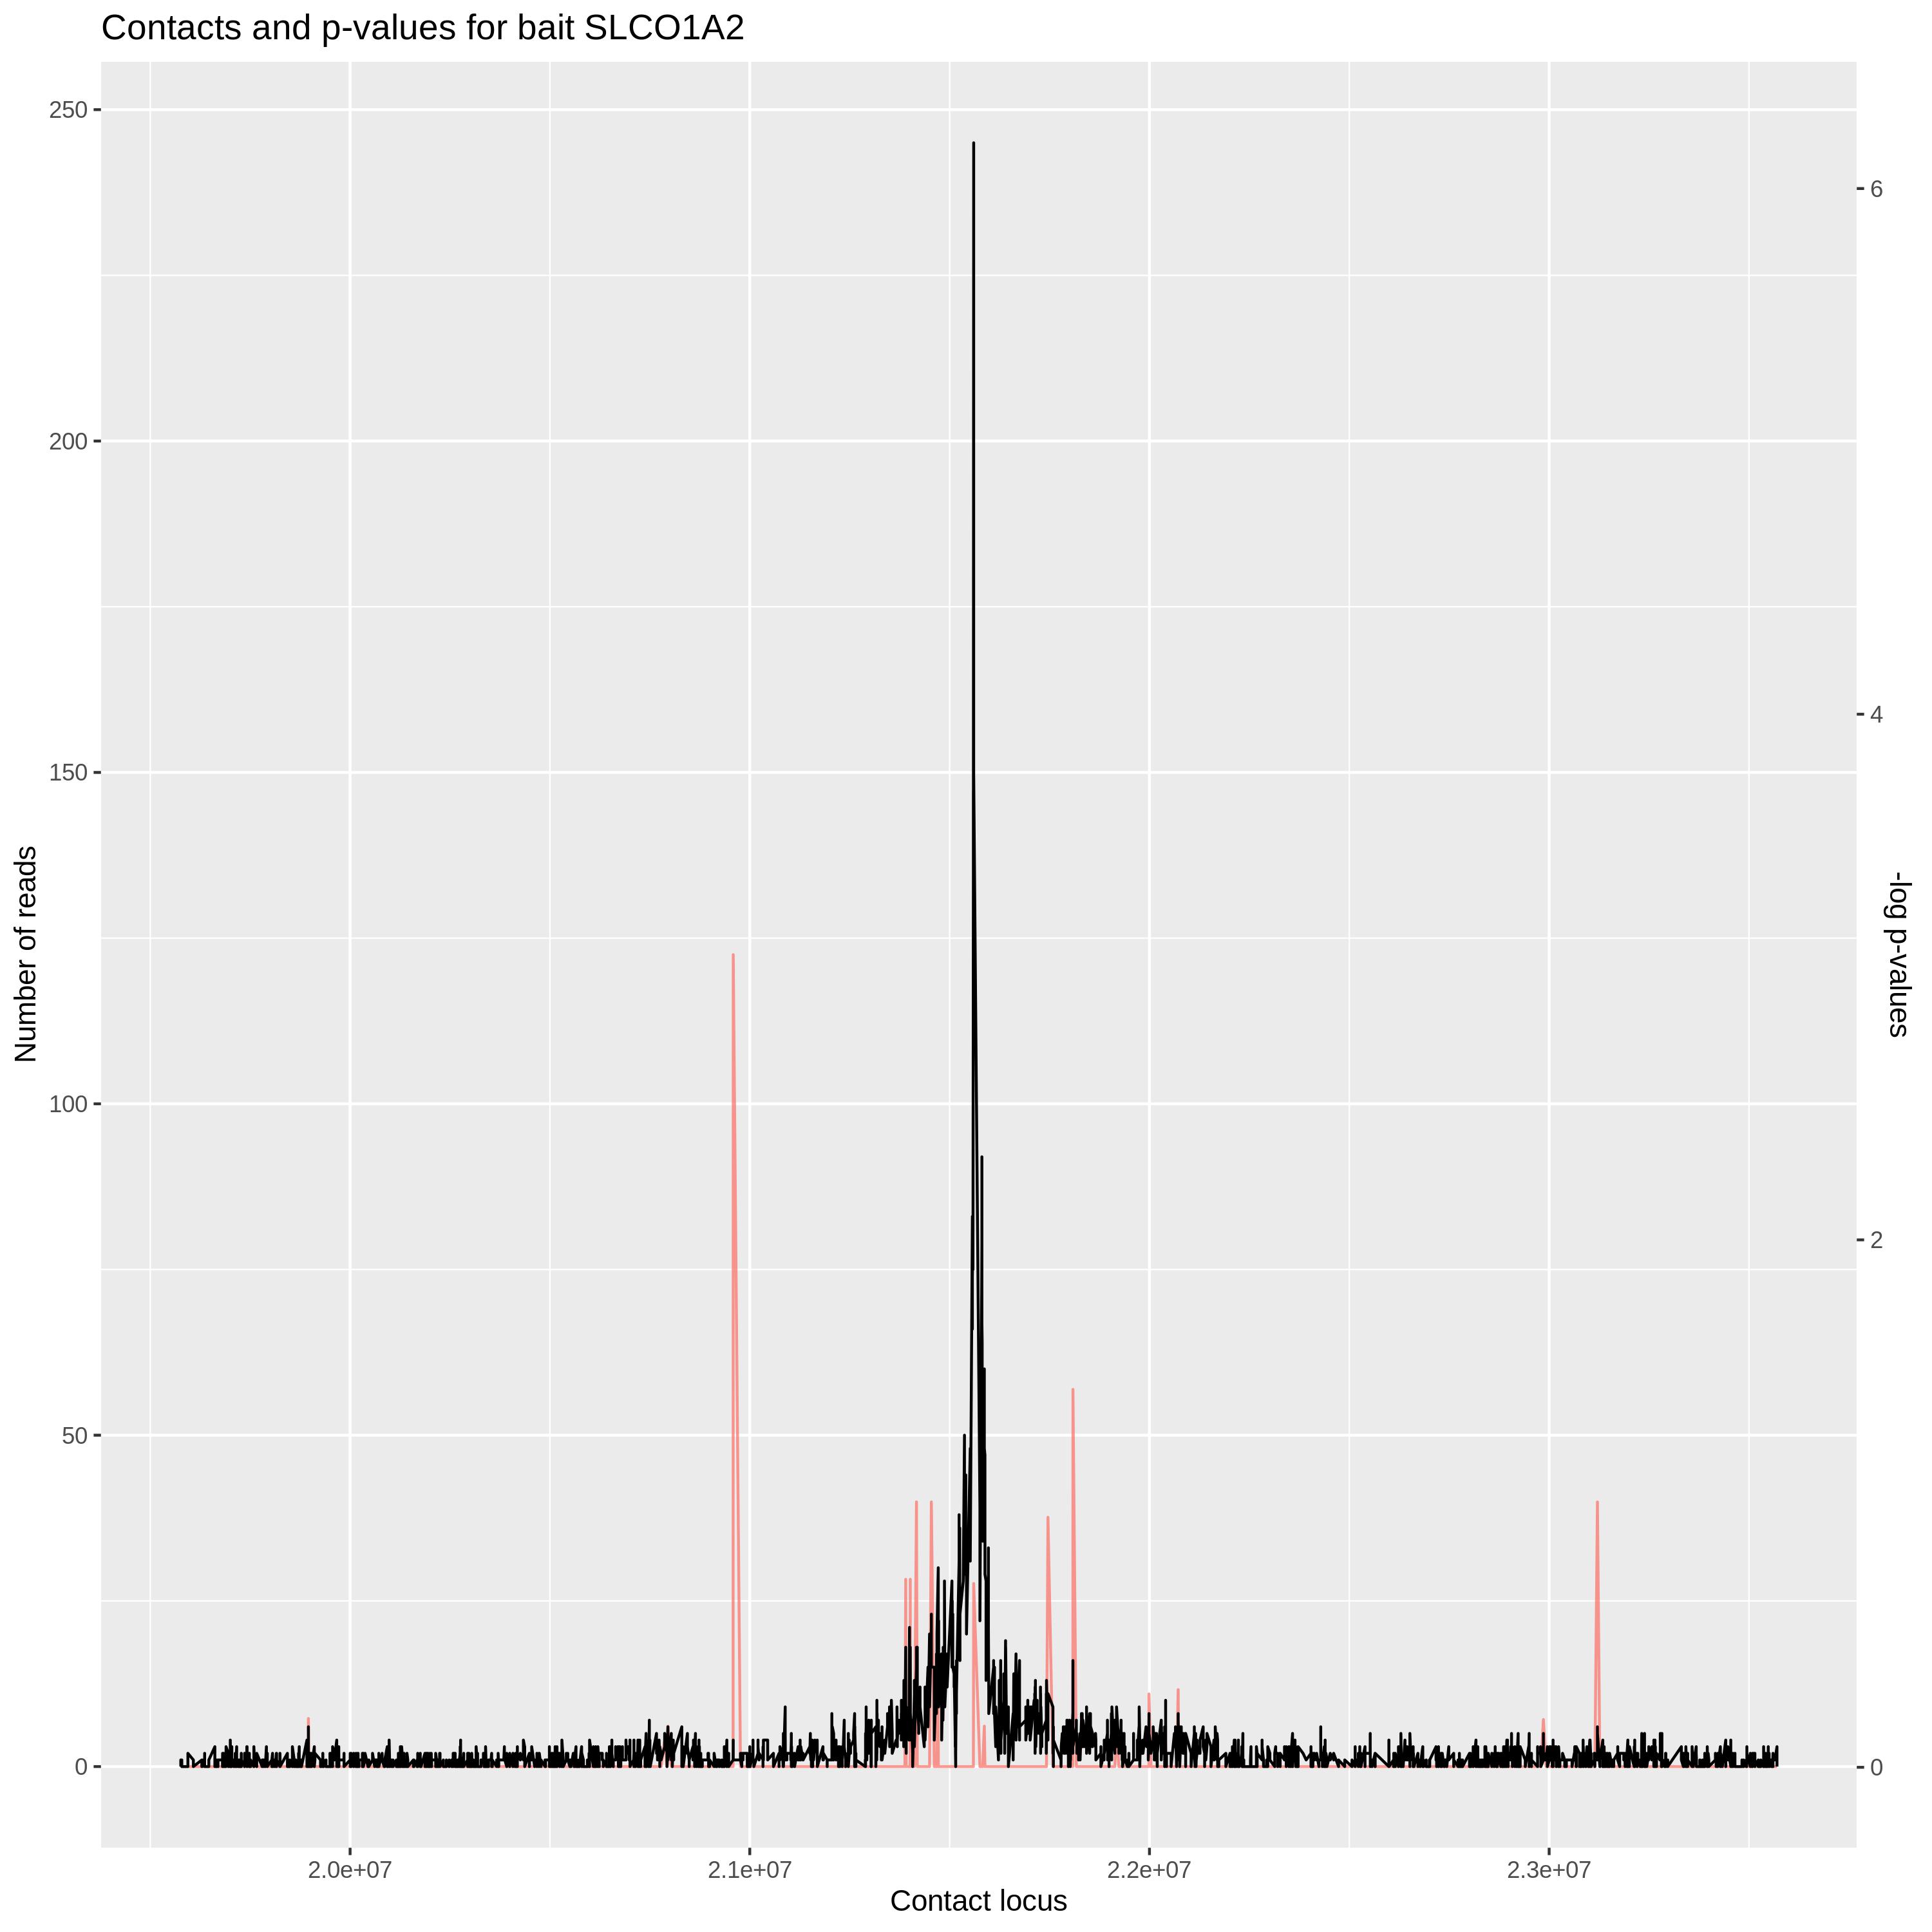 Contacts and p-values for bait SLCO1A2
250
200
150
100
50
0
Number of reads
6
4
2
0
-log p-values
2.0e+07
2.1e+07
2.2e+07
2.3e+07
Contact locus